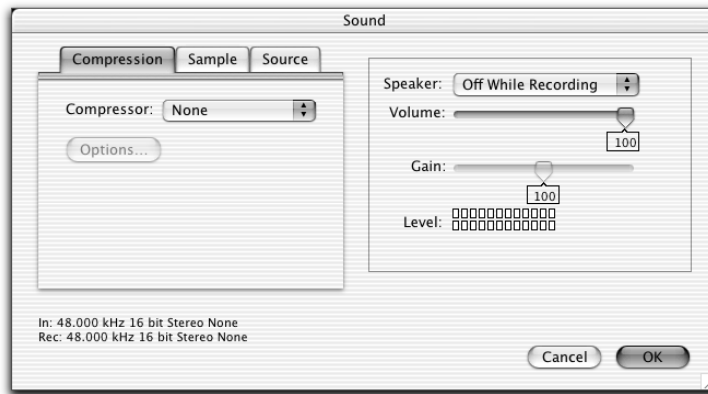 Sound
Compression Sample Source
Compressor: None
Options...
Speaker: Off While Recording
Volume:
100
Gain:
100
Level:
In: 48.000 kHz 16 bit Stereo None
Rec: 48.000 kHz 16 bit Stereo None
Cancel OK